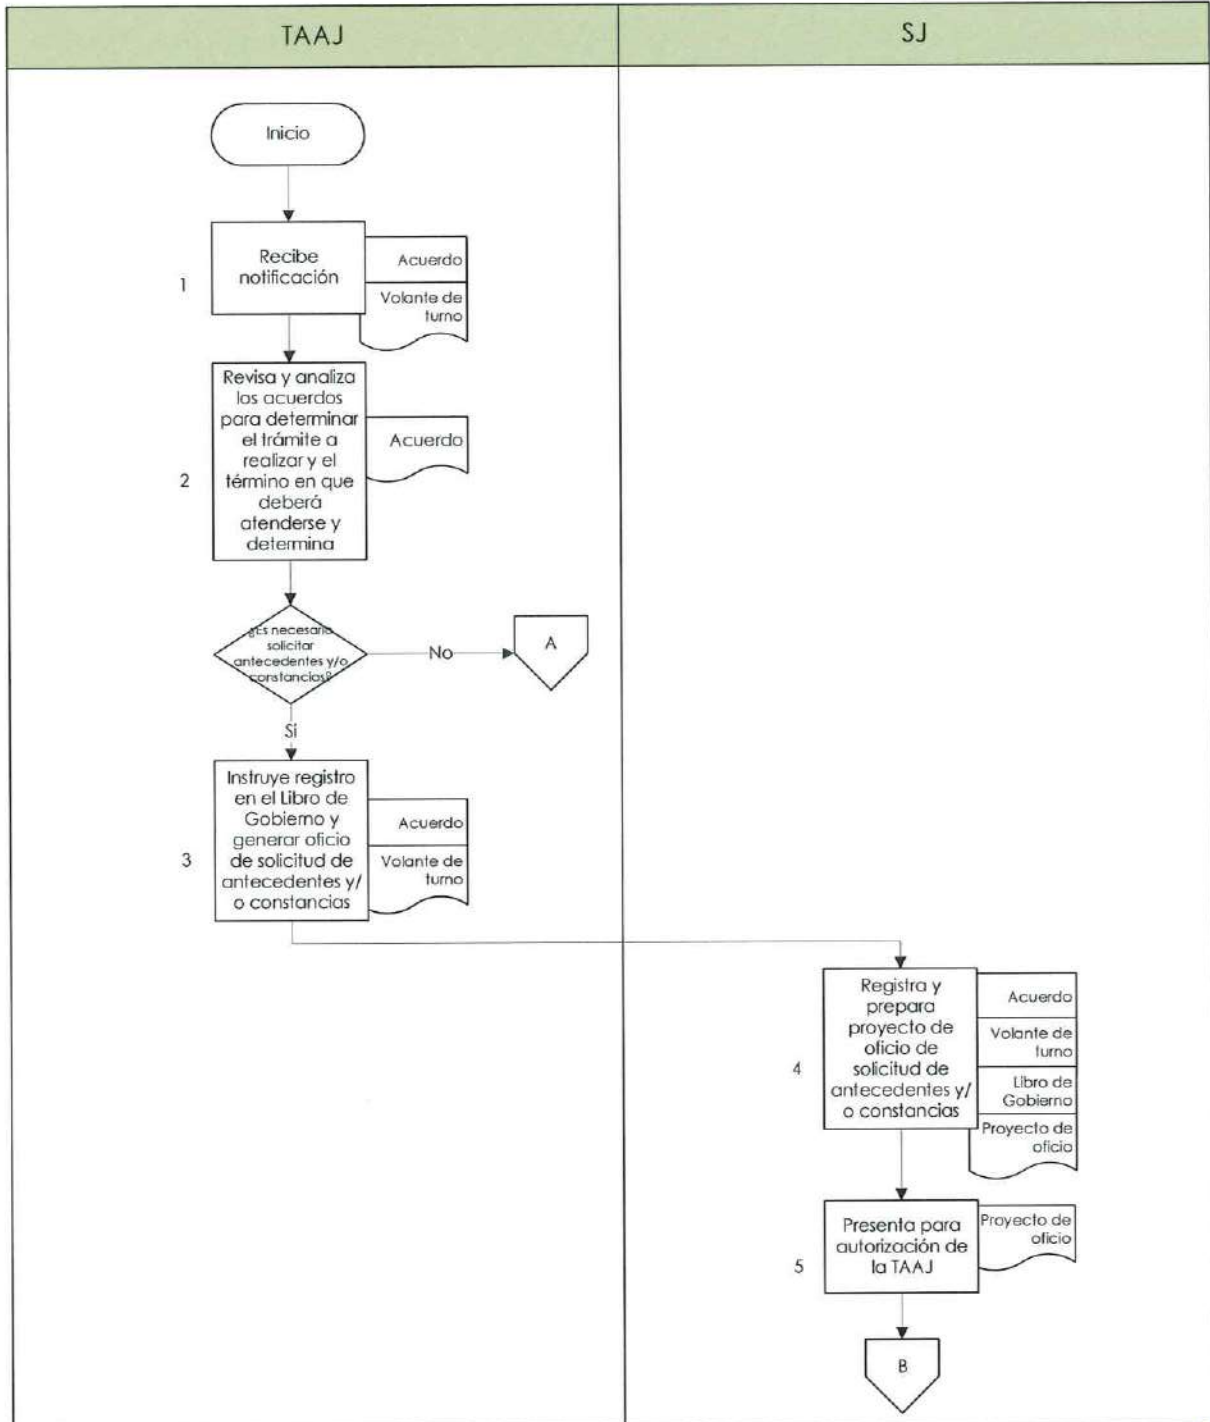 TAAJ
SJ
Inicio
1
Recibe
notificación
Acuerdo
Volante de
turno
2
Revisa y analiza
los acuerdos
para determinar
el trámite a
realizar y el
término en que
deberá
atenderse y
determina
Acuerdo
¿Es necesario
solicitar
antecedentes y/o
constancias?
No
A
Si
3
Instruye registro
en el Libro de
Gobierno y
generar oficio
de solicitud de
antecedentes y/
o constancias
Acuerdo
Volante de
turno
4
Registra y
prepara
proyecto de
oficio de
solicitud de
antecedentes y/
o constancias
Acuerdo
Volante de
turno
Libro de
Gobierno
Proyecto de
oficio
5
Presenta para
autorización de
la TAAJ
Proyecto de
oficio
B